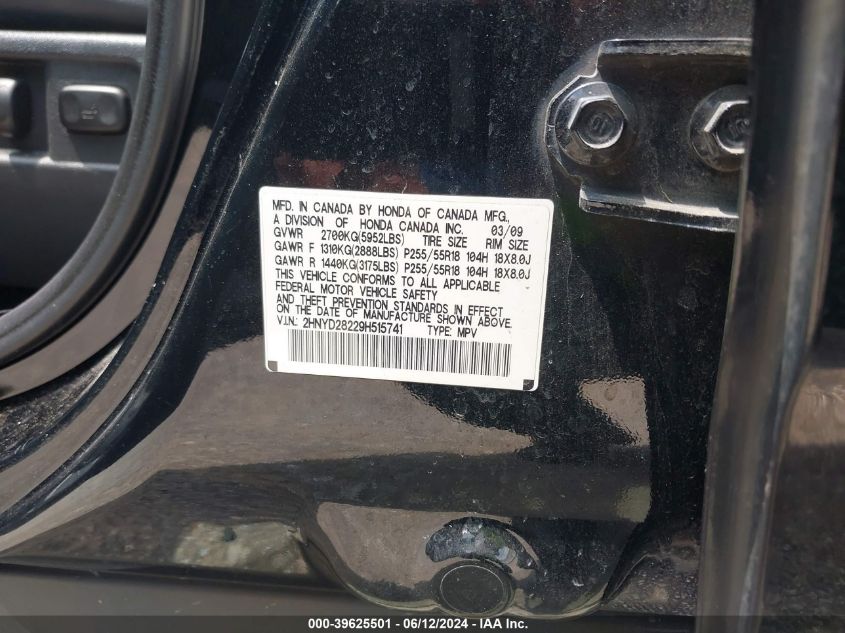 MFD. IN CANADA BY HONDA OF CANADA MFG.,
A DIVISION OF HONDA CANADA INC. 03/09
GVWR 2700KG(5952LBS) TIRE SIZE RIM SIZE
GAWR F 1310KG(2888LBS) P255/55R18 104H 18X8.0J
GAWR R 1440KG(3175LBS) P255/55R18 104H 18X8.0J
THIS VEHICLE CONFORMS TO ALL APPLICABLE
FEDERAL MOTOR VEHICLE SAFETY
AND THEFT PREVENTION STANDARDS IN EFFECT
ON THE DATE OF MANUFACTURE SHOWN ABOVE.
V.I.N.: 2HNYD28229H515741 TYPE: MPV
000-39625501 - 06/12/2024 - IAAI.com